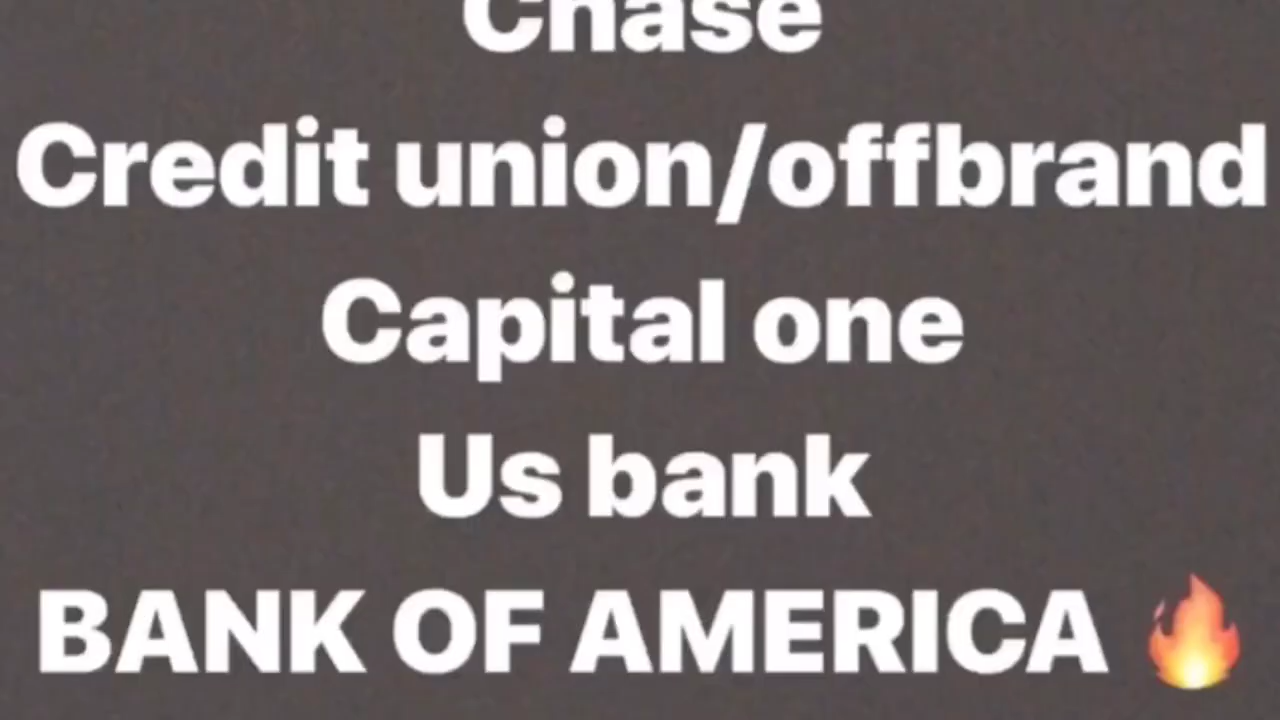 Chase
Credit union/offbrand
Capital one
Us bank
BANK OF AMERICA 🔥